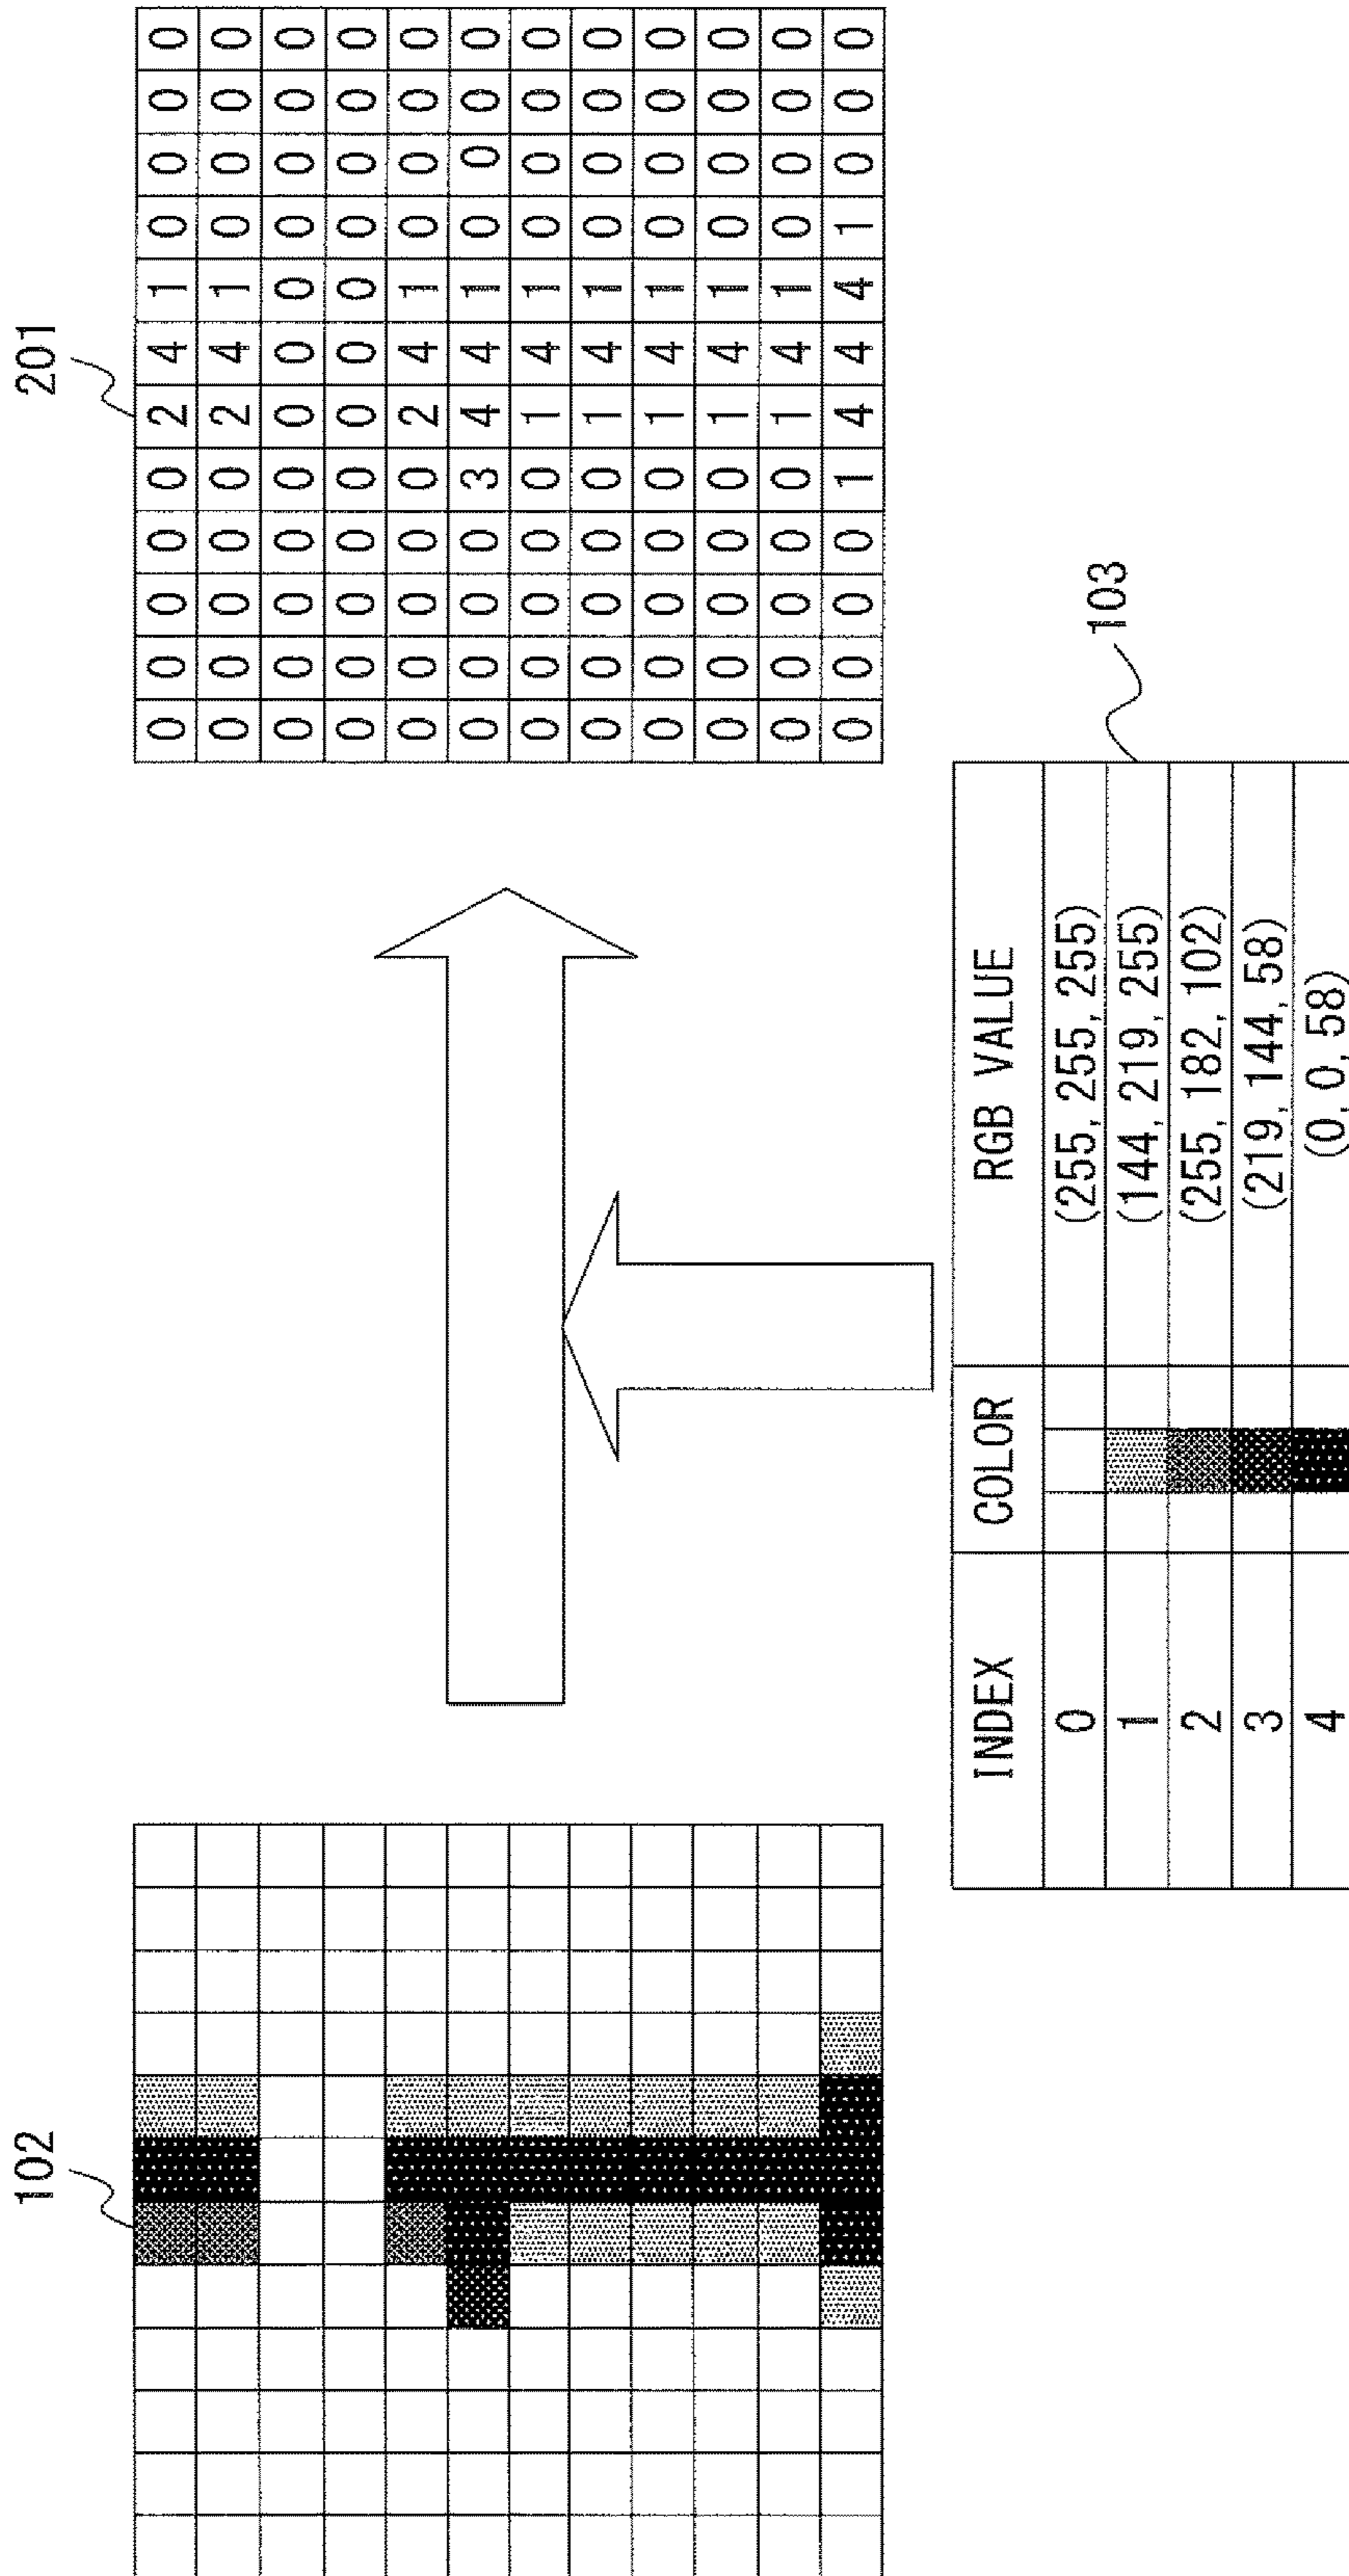 102
201
0 0 0 0 0 2 4 1 0 0 0 0
0 0 0 0 0 2 4 1 0 0 0 0
0 0 0 0 0 0 0 0 0 0 0 0
0 0 0 0 0 0 0 0 0 0 0 0
0 0 0 0 0 2 4 1 0 0 0 0
0 0 0 0 3 4 4 1 0 0 0 0
0 0 0 0 0 1 4 1 0 0 0 0
0 0 0 0 0 1 4 1 0 0 0 0
0 0 0 0 0 1 4 1 0 0 0 0
0 0 0 0 0 1 4 1 0 0 0 0
0 0 0 0 0 1 4 1 0 0 0 0
0 0 0 0 1 4 4 4 1 0 0 0
103
INDEX COLOR RGB VALUE
0 (255, 255, 255)
1 (144, 219, 255)
2 (255, 182, 102)
3 (219, 144, 58)
4 (0, 0, 58)